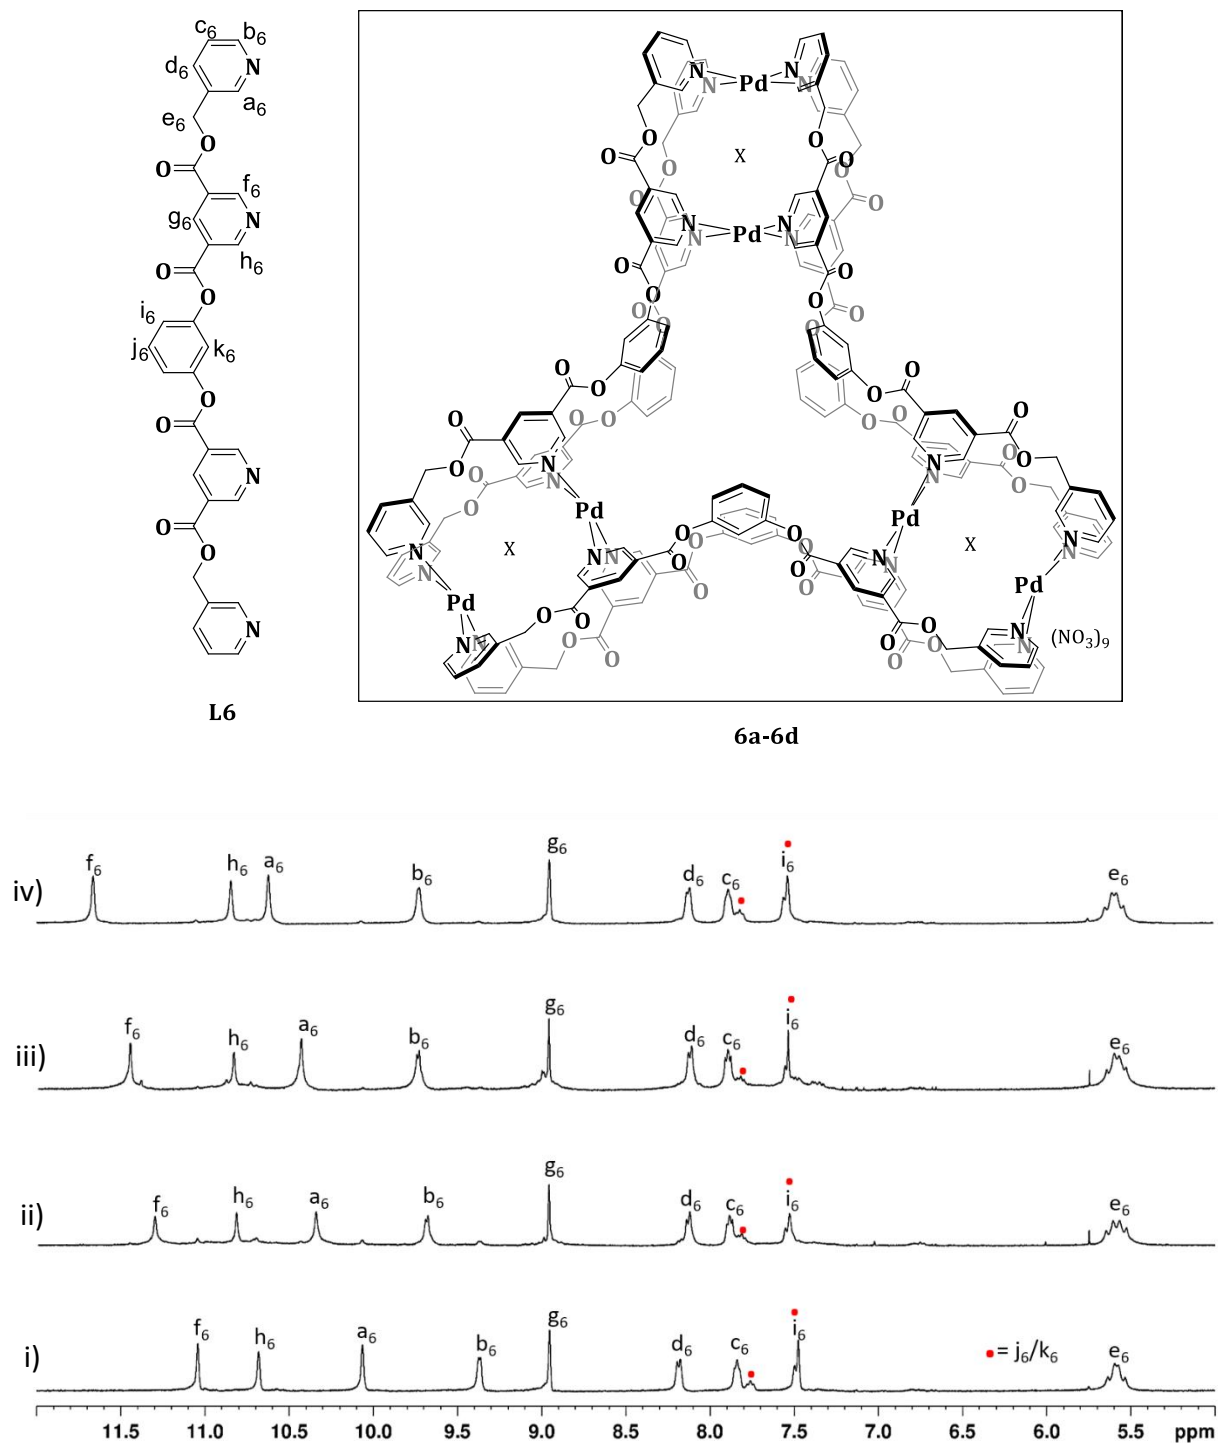 c6 b6
d6 N
a6
e6
O
O
f6
g6 N
h6
O
O
i6
j6 k6
O
O
N
O
O
N
L6
N Pd N
N N
O O
O X O
O O
O O
N Pd N
N N
O O
O O
O O
O O
O O
O O
O O O O
O O
O O
O N N O
O N N O
Pd Pd
X O O X
N N O O N N
N O O N
N O O N
Pd O O Pd
N N O O O O N N
O O (NO3)9
O O
6a-6d
iv) f6 h6 a6 b6 g6 d6 c6 i6 e6
iii) f6 h6 a6 b6 g6 d6 c6 i6 e6
ii) f6 h6 a6 b6 g6 d6 c6 i6 e6
i) f6 h6 a6 b6 g6 d6 c6 i6 = j6/k6 e6
11.5 11.0 10.5 10.0 9.5 9.0 8.5 8.0 7.5 7.0 6.5 6.0 5.5 ppm